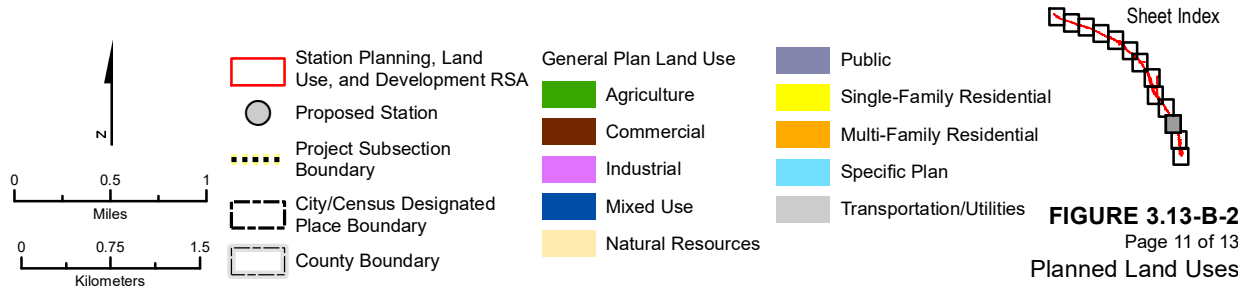 Sheet Index
N
0 0.5 1
Miles
0 0.75 1.5
Kilometers
Station Planning, Land
Use, and Development RSA
Proposed Station
Project Subsection
Boundary
City/Census Designated
Place Boundary
County Boundary
General Plan Land Use
Agriculture
Commercial
Industrial
Mixed Use
Natural Resources
Public
Single-Family Residential
Multi-Family Residential
Specific Plan
Transportation/Utilities
FIGURE 3.13-B-2
Page 11 of 13
Planned Land Uses